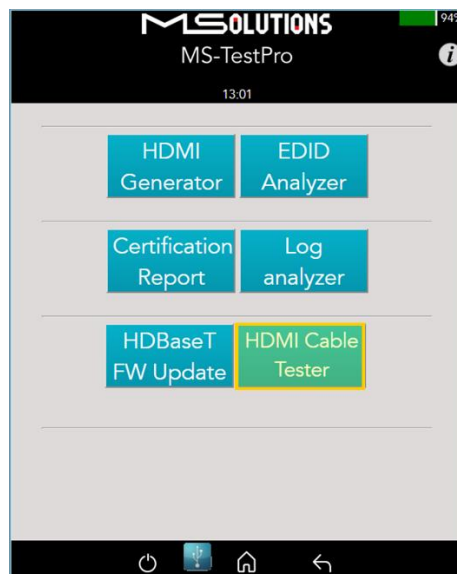 MSOLUTIONS
94%
MS-TestPro
i
13:01
HDMI
Generator
EDID
Analyzer
Certification
Report
Log
analyzer
HDBaseT
FW Update
HDMI Cable
Tester